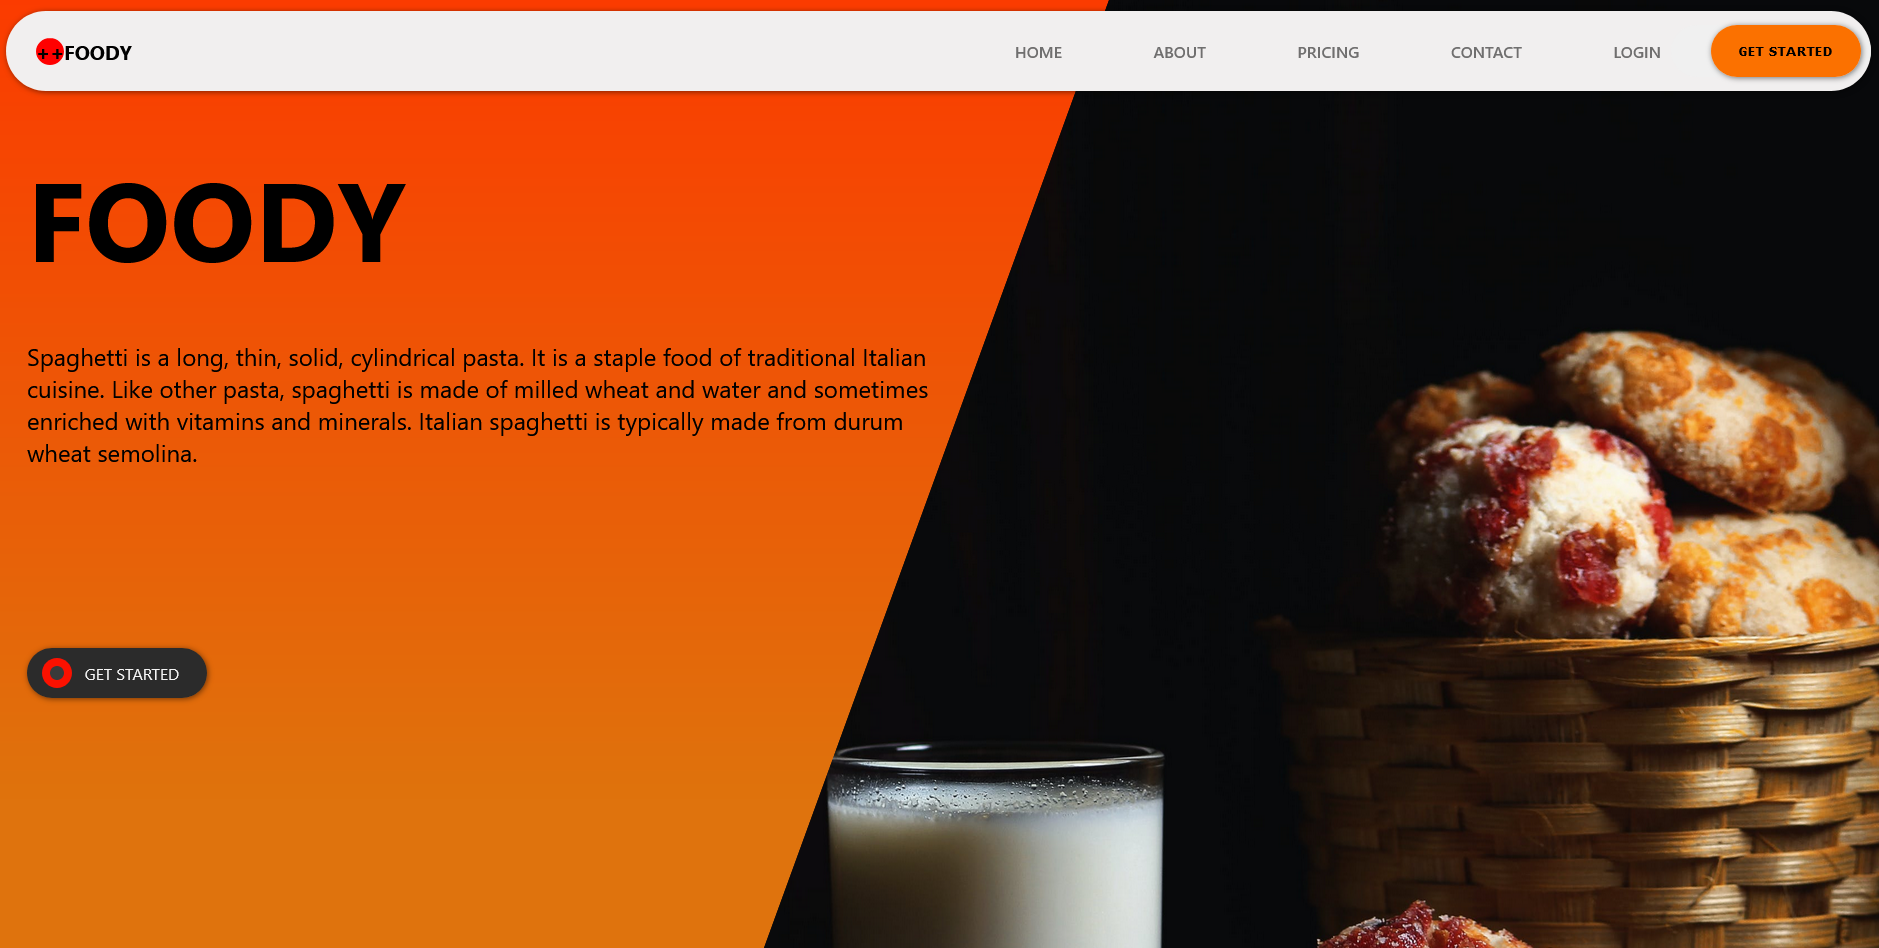 ++FOODY
HOME
ABOUT
PRICING
CONTACT
LOGIN
GET STARTED
FOODY
Spaghetti is a long, thin, solid, cylindrical pasta. It is a staple food of traditional Italian
cuisine. Like other pasta, spaghetti is made of milled wheat and water and sometimes
enriched with vitamins and minerals. Italian spaghetti is typically made from durum
wheat semolina.
GET STARTED